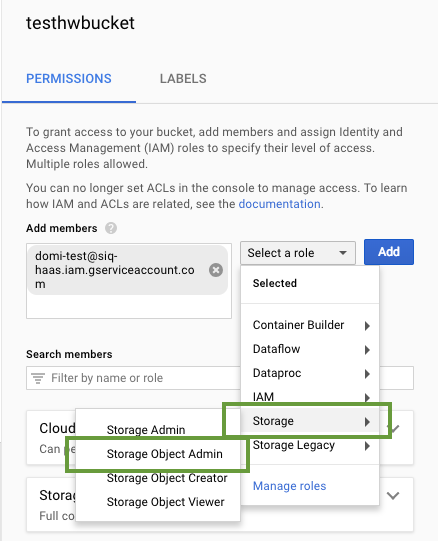 testhwbucket
PERMISSIONS LABELS
To grant access to your bucket, add members and assign Identity and
Access Management (IAM) roles to specify their level of access.
Multiple roles allowed.
You can no longer set ACLs in the console to manage access. To learn
how IAM and ACLs are related, see the documentation.
Add members ?
domi-test@siq-
haas.iam.gserviceaccount.co
m
Select a role
Add
Selected
Container Builder
Dataflow
Dataproc
IAM
Storage
Storage Legacy
Manage roles
Search members
Filter by name or role
Cloud
Can pe
Storage Admin
Storage Object Admin
Storage Object Creator
Storage Object Viewer
Storag
Full co